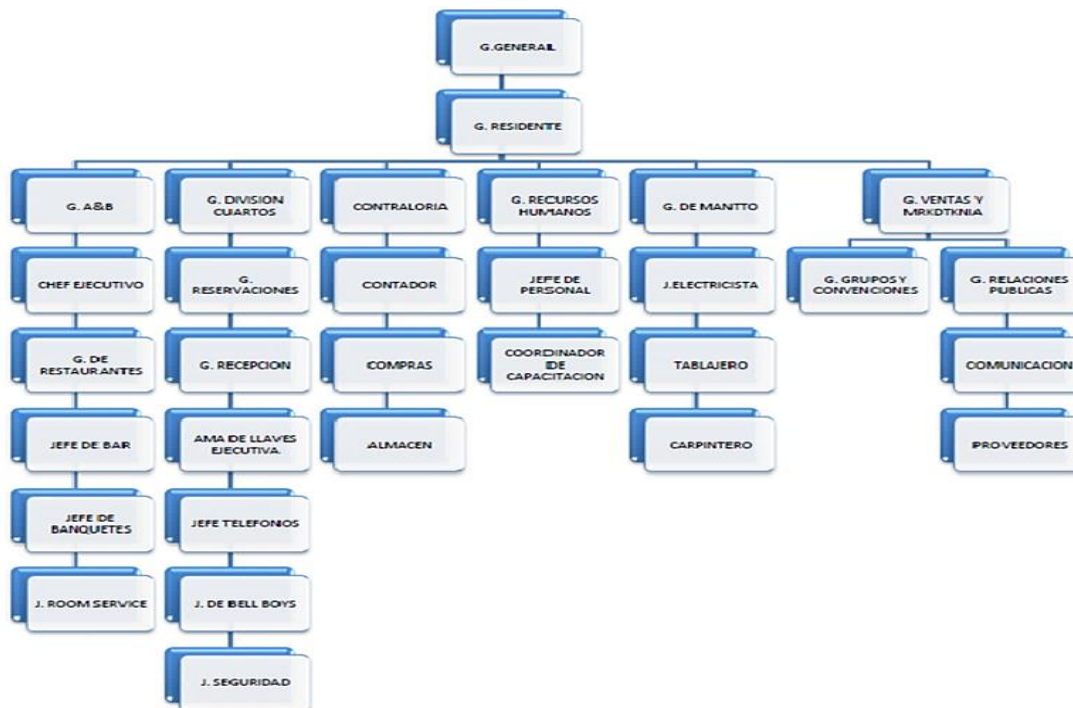 G.GENERAL
G. RESIDENTE
G. A&B
G. DIVISION
CUARTOS
CONTRALORIA
G. RECURSOS
HUMANOS
G. DE MANTTO
G. VENTAS Y
MRKDTKNIA
CHEF EJECUTIVO
G.
RESERVACIONES
CONTADOR
JEFE DE
PERSONAL
J.ELECTRICISTA
G. GRUPOS Y
CONVENCIONES
G. RELACIONES
PUBLICAS
G. DE
RESTAURANTES
G. RECEPCION
COMPRAS
COORDINADOR
DE
CAPACITACION
TABLAJERO
COMUNICACION
JEFE DE BAR
AMA DE LLAVES
EJECUTIVA
ALMACEN
CARPINTERO
PROVEEDORES
JEFE DE
BANQUETES
JEFE TELEFONOS
J. ROOM SERVICE
J. DE BELL BOYS
J. SEGURIDAD